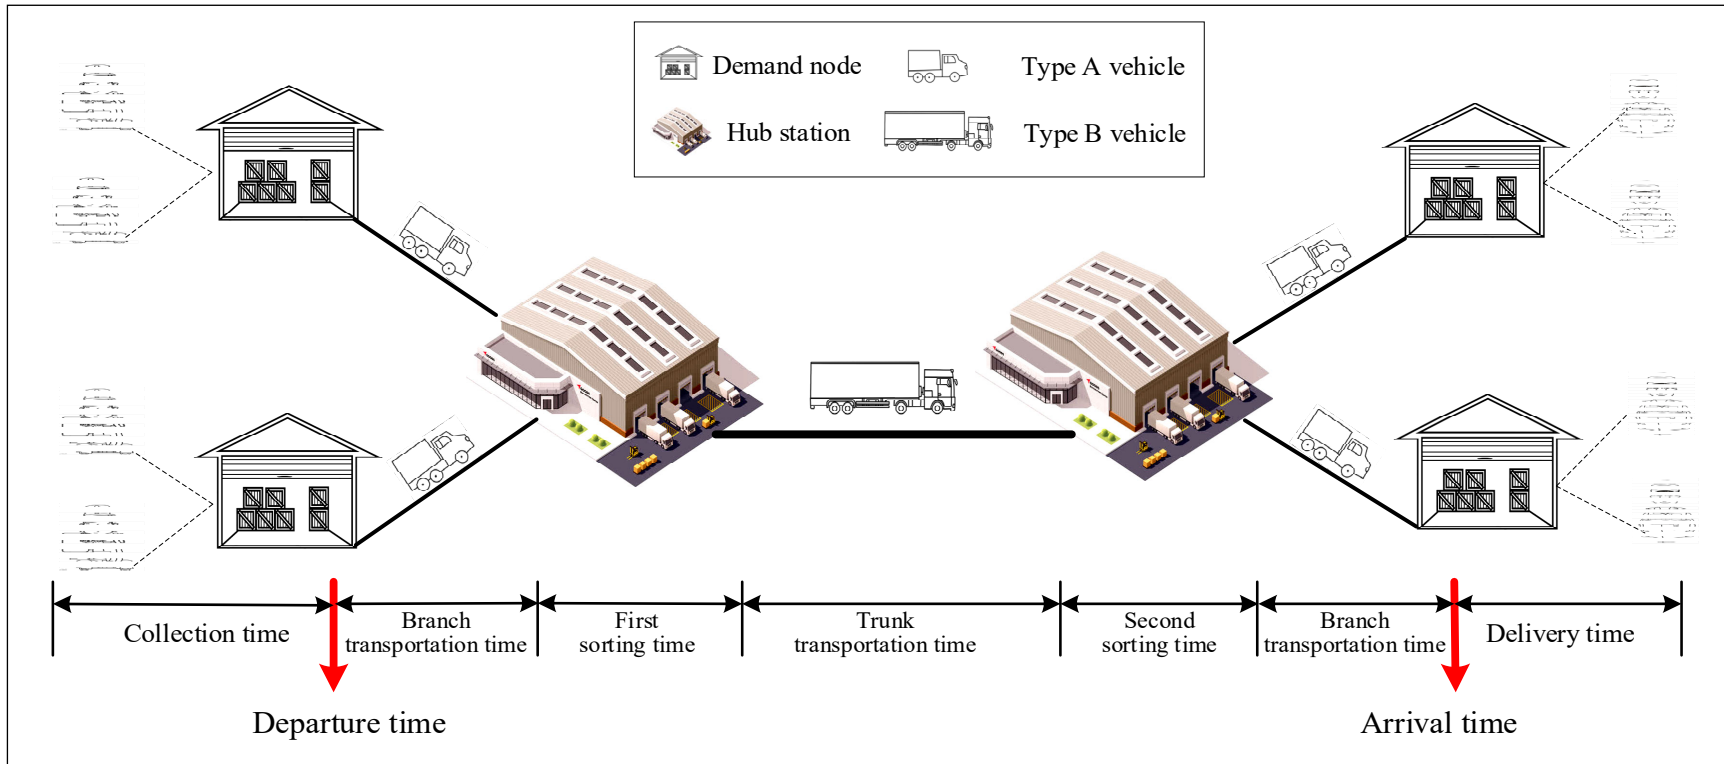 Demand node
Type A vehicle
Hub station
Type B vehicle
Collection time
Branch
transportation time
First
sorting time
Trunk
transportation time
Second
sorting time
Branch
transportation time
Delivery time
Departure time
Arrival time